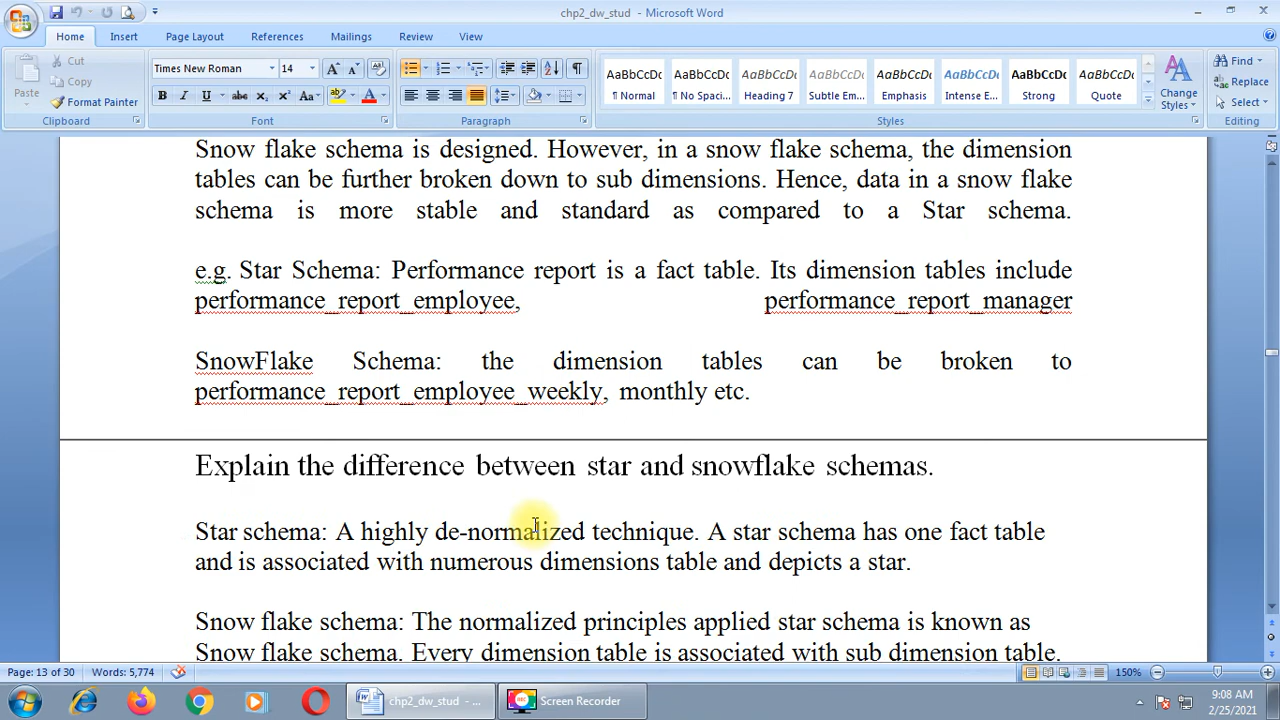 chp2_dw_stud - Microsoft Word
Home Insert Page Layout References Mailings Review View
Paste Cut Copy Format Painter Clipboard
Times New Roman 14 Font
Paragraph
AaBbCcDc AaBbCcDc AaBbCcDc AaBbCcDc AaBbCcDc AaBbCcDc AaBbCcDc AaBbCcDc
¶ Normal ¶ No Spaci... Heading 7 Subtle Em... Emphasis Intense E... Strong Quote
Change Styles
Styles
Find Replace Select Editing
Snow flake schema is designed. However, in a snow flake schema, the dimension
tables can be further broken down to sub dimensions. Hence, data in a snow flake
schema is more stable and standard as compared to a Star schema.
e.g. Star Schema: Performance report is a fact table. Its dimension tables include
performance_report_employee, performance_report_manager
SnowFlake Schema: the dimension tables can be broken to
performance_report_employee_weekly, monthly etc.
Explain the difference between star and snowflake schemas.
Star schema: A highly de-normalized technique. A star schema has one fact table
and is associated with numerous dimensions table and depicts a star.
Snow flake schema: The normalized principles applied star schema is known as
Snow flake schema. Every dimension table is associated with sub dimension table.
Page: 13 of 30 Words: 5,774 150%
chp2_dw_stud - ... Screen Recorder
9:08 AM
2/25/2021